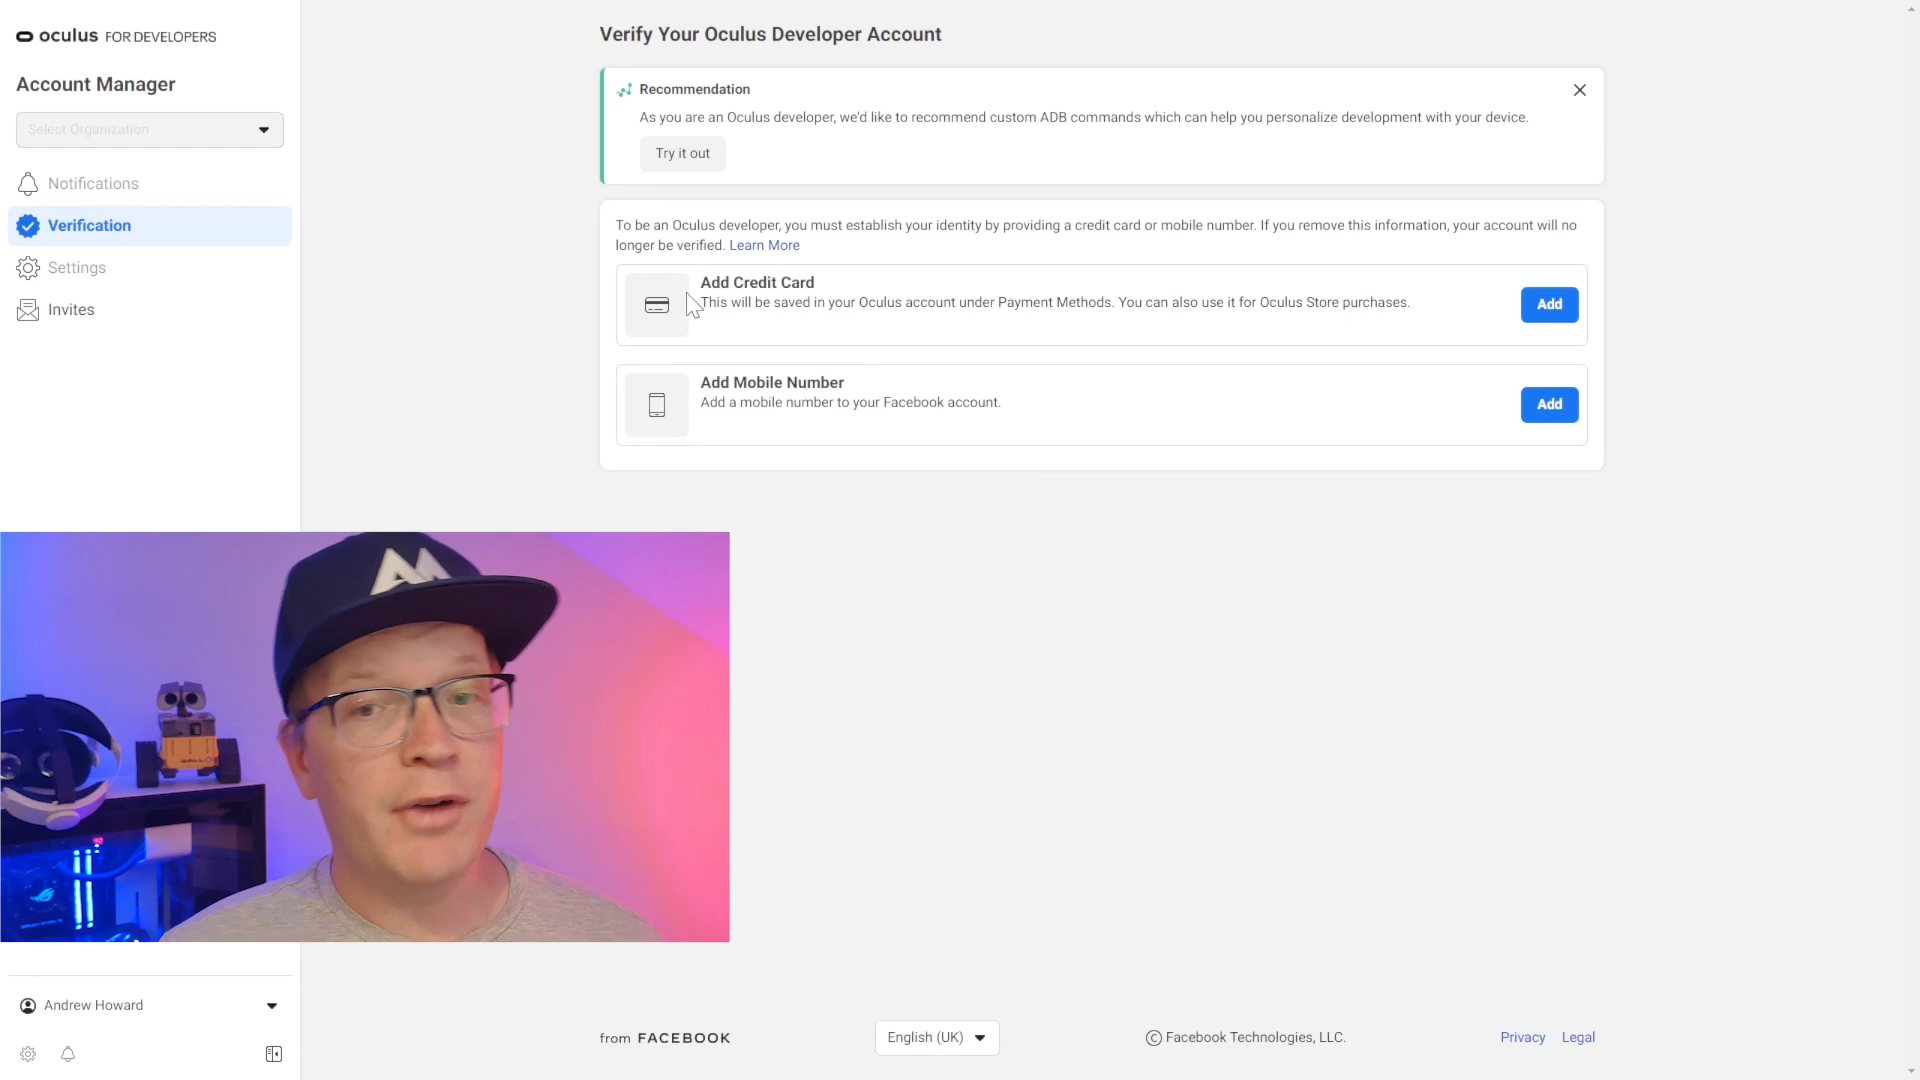 oculus FOR DEVELOPERS
Account Manager
Select Organization
Notifications
Verification
Settings
Invites
Verify Your Oculus Developer Account
Recommendation
As you are an Oculus developer, we'd like to recommend custom ADB commands which can help you personalize development with your device.
Try it out
To be an Oculus developer, you must establish your identity by providing a credit card or mobile number. If you remove this information, your account will no
longer be verified. Learn More
Add Credit Card
This will be saved in your Oculus account under Payment Methods. You can also use it for Oculus Store purchases.
Add
Add Mobile Number
Add a mobile number to your Facebook account.
Add
Andrew Howard
from FACEBOOK
English (UK)
© Facebook Technologies, LLC.
Privacy
Legal